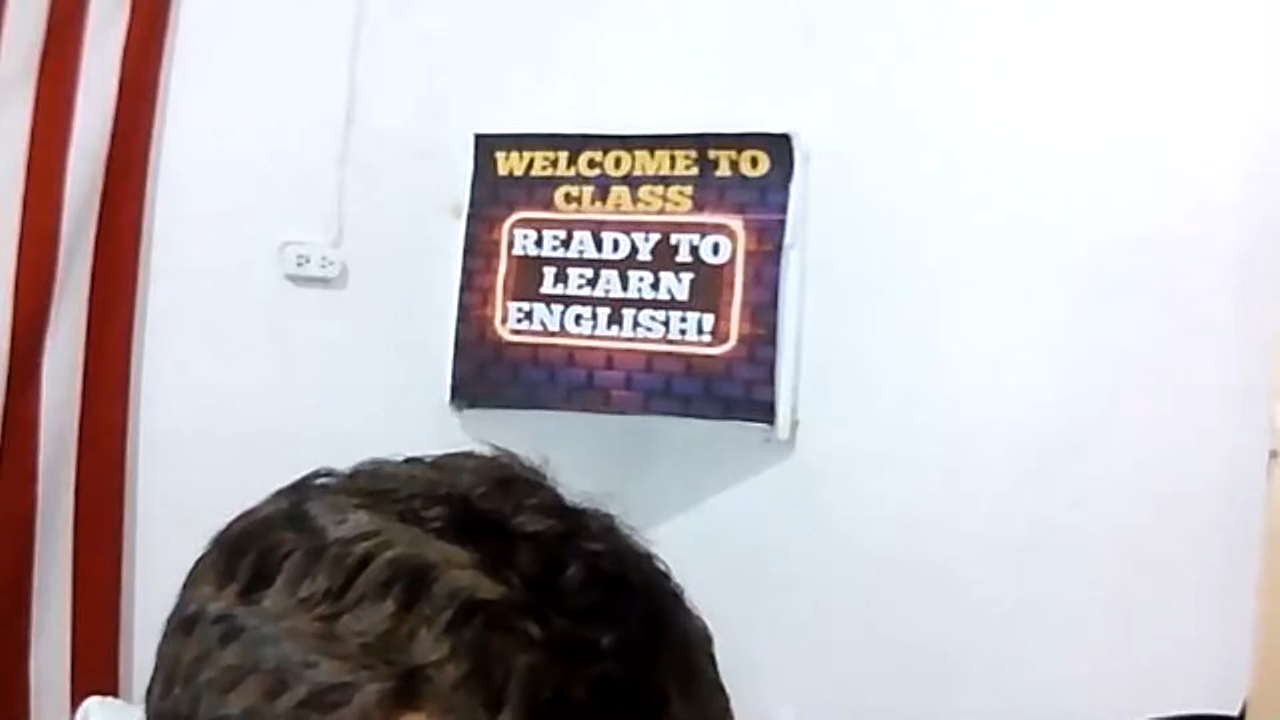 WELCOME TO
CLASS
READY TO
LEARN
ENGLISH!